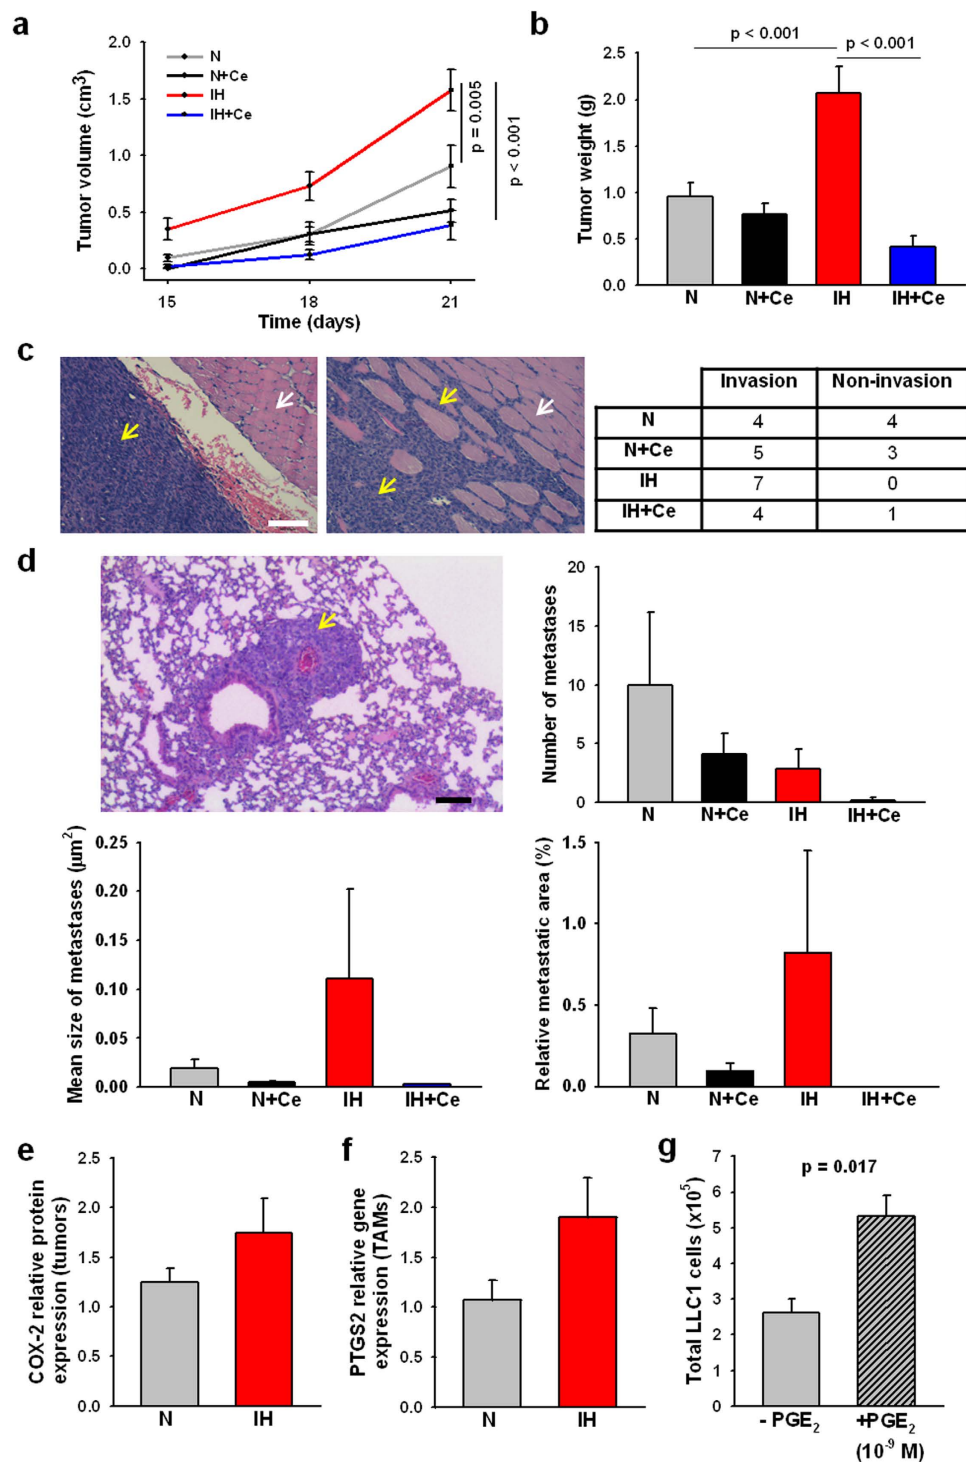 a
Tumor volume (cm³)
2.0
1.5
1.0
0.5
0.0
N
N+Ce
IH
IH+Ce
p = 0.005
p < 0.001
15 18 21
Time (days)
b
Tumor weight (g)
2.5
2.0
1.5
1.0
0.5
0.0
p < 0.001 p < 0.001
N N+Ce IH IH+Ce
c
Invasion Non-invasion
N 4 4
N+Ce 5 3
IH 7 0
IH+Ce 4 1
d
Number of metastases
20
15
10
5
0
N N+Ce IH IH+Ce
Mean size of metastases (µm²)
0.25
0.20
0.15
0.10
0.05
0.00
N N+Ce IH IH+Ce
Relative metastatic area (%)
1.5
1.0
0.5
0.0
N N+Ce IH IH+Ce
e
COX-2 relative protein
expression (tumors)
2.5
2.0
1.5
1.0
0.5
0.0
N IH
f
PTGS2 relative gene
expression (TAMs)
2.5
2.0
1.5
1.0
0.5
0.0
N IH
g
Total LLC1 cells (x10⁵)
7
6
5
4
3
2
1
0
p = 0.017
- PGE₂ +PGE₂
(10⁻⁹ M)